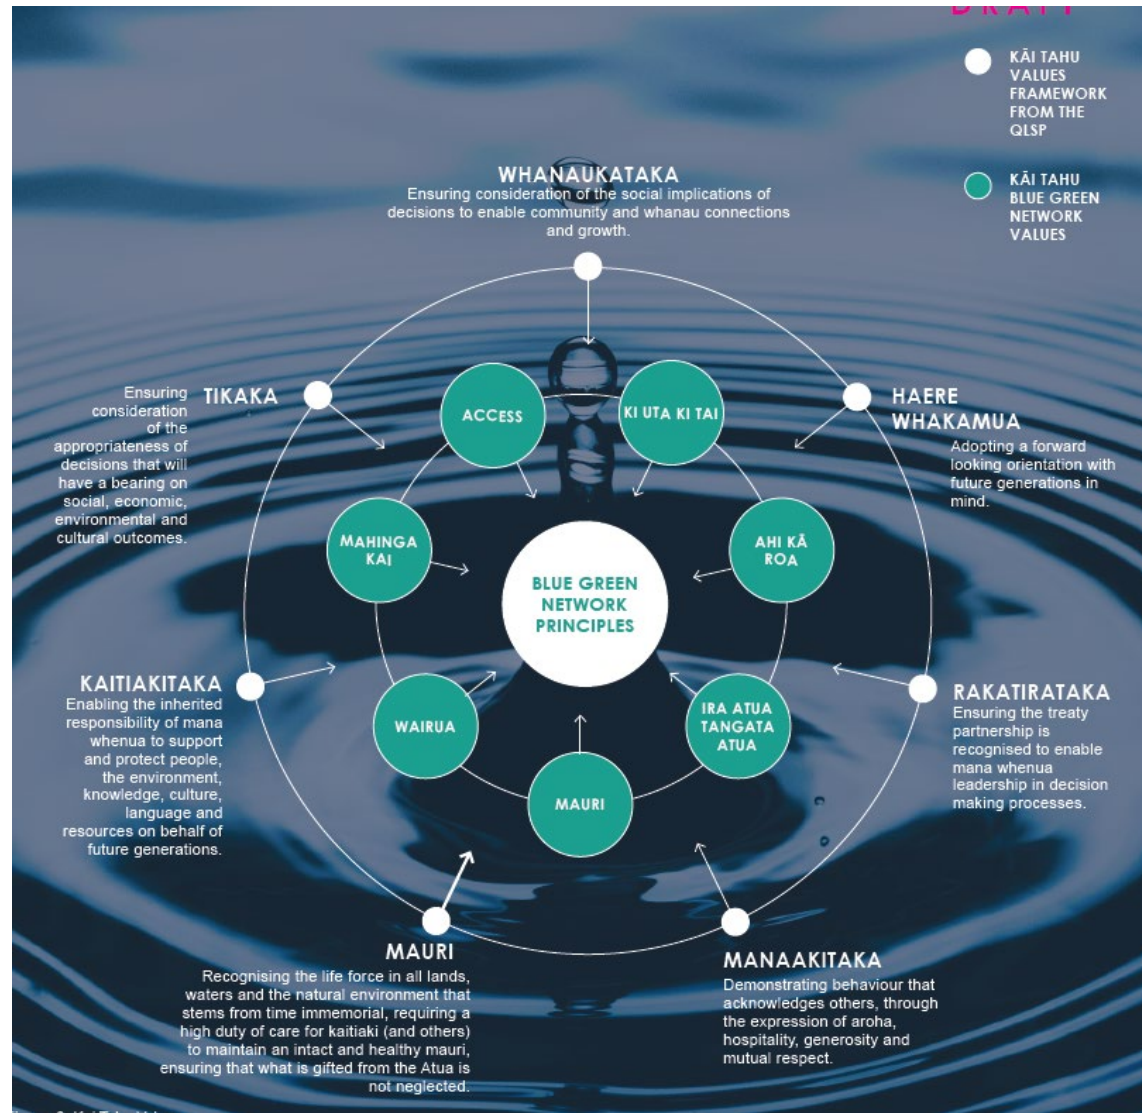 DRAFT
KĀI TAHU
VALUES
FRAMEWORK
FROM THE
QLSP
KĀI TAHU
BLUE GREEN
NETWORK
VALUES
WHANAUKATAKA
Ensuring consideration of the social implications of
decisions to enable community and whanau connections
and growth.
TIKAKA
Ensuring
consideration
of the
appropriateness of
decisions that will
have a bearing on
social, economic,
environmental and
cultural outcomes.
HAERE
WHAKAMUA
Adopting a forward
looking orientation with
future generations in
mind.
ACCESS
KI UTA KI TAI
MAHINGA
KAI
AHI KĀ
ROA
BLUE GREEN
NETWORK
PRINCIPLES
WAIRUA
IRA ATUA
TANGATA
ATUA
MAURI
KAITIAKITAKA
Enabling the inherited
responsibility of mana
whenua to support
and protect people,
the environment,
knowledge, culture,
language and
resources on behalf of
future generations.
RAKATIRATAKA
Ensuring the treaty
partnership is
recognised to enable
mana whenua
leadership in decision
making processes.
MAURI
Recognising the life force in all lands,
waters and the natural environment that
stems from time immemorial, requiring a
high duty of care for kaitiaki (and others)
to maintain an intact and healthy mauri,
ensuring that what is gifted from the Atua is
not neglected.
MANAAKITAKA
Demonstrating behaviour that
acknowledges others, through
the expression of aroha,
hospitality, generosity and
mutual respect.